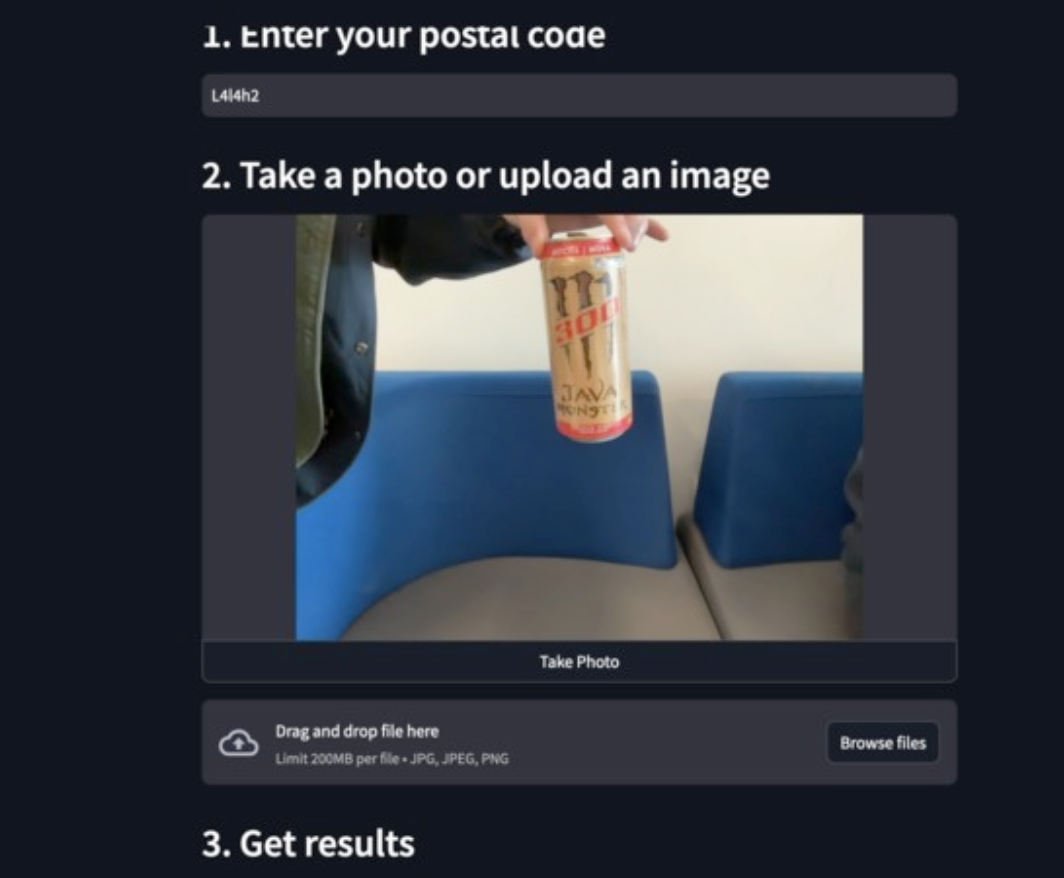 1. Enter your postal code
L4l4h2
2. Take a photo or upload an image
300
JAVA
MONSTER
Take Photo
Drag and drop file here
Limit 200MB per file • JPG, JPEG, PNG
Browse files
3. Get results